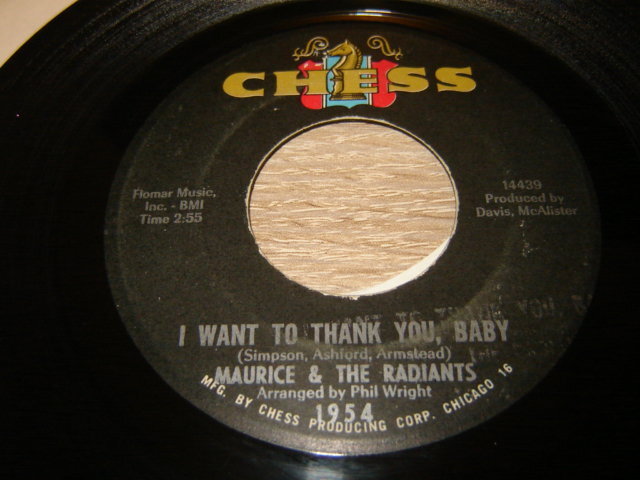 CHESS
Flomar Music,
Inc. - BMI
Time 2:55
14439
Produced by
Davis, McAlister
I WANT TO THANK YOU, BABY
(Simpson, Ashford, Armstead)
MAURICE & THE RADIANTS
Arranged by Phil Wright
1954
MFG. BY CHESS PRODUCING CORP. CHICAGO 16